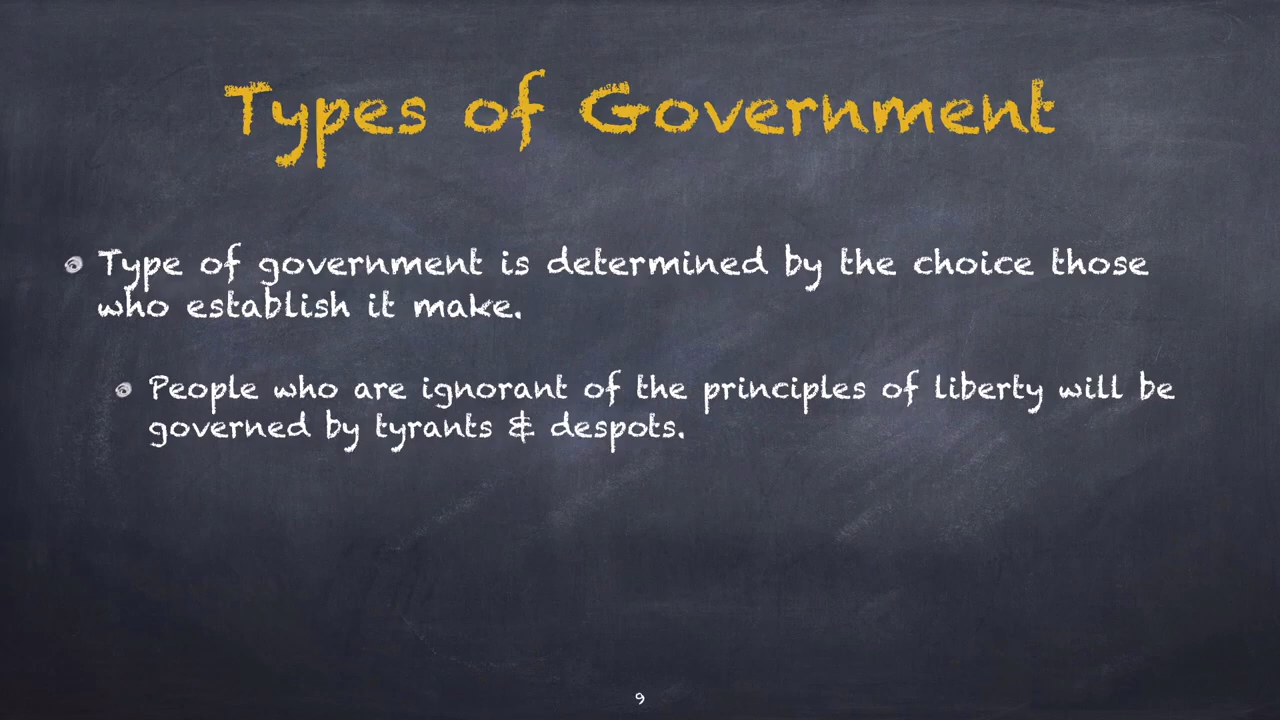 Types of Government
Type of government is determined by the choice those
who establish it make.
People who are ignorant of the principles of liberty will be
governed by tyrants & despots.
9